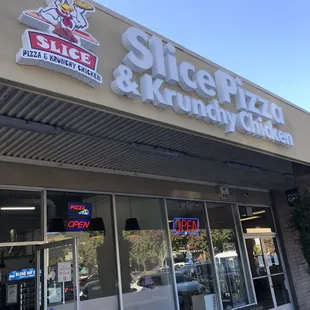 SLICE
PIZZA & KRUNCHY CHICKEN
Slice Pizza
& Krunchy Chicken
PIZZA
OPEN
OPEN